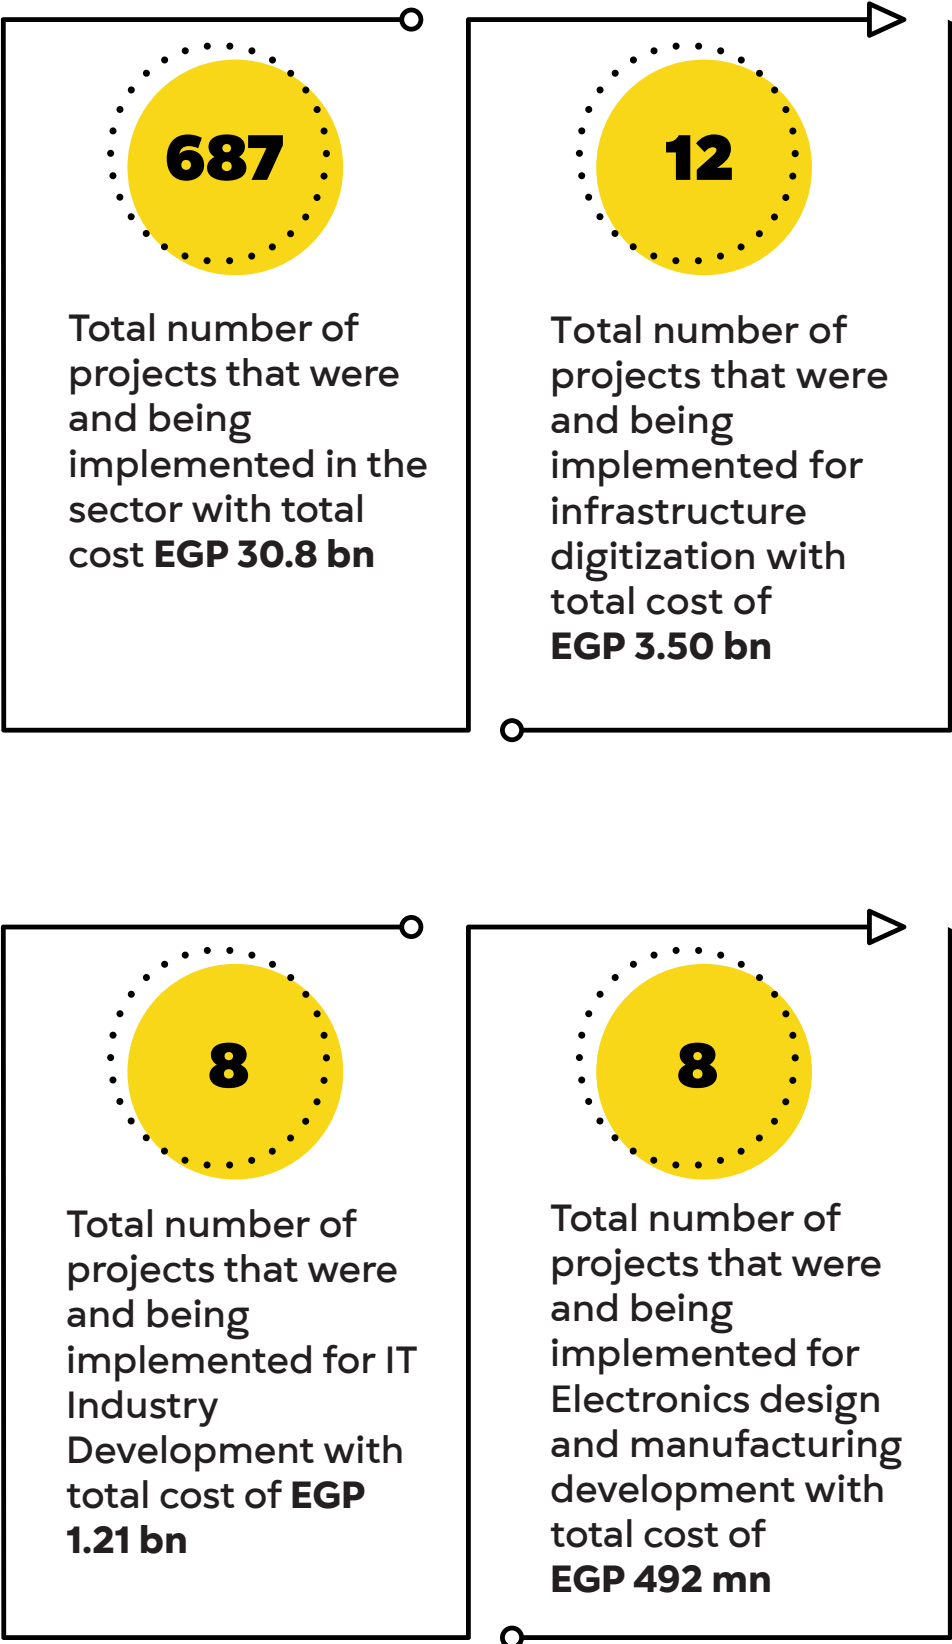 687
Total number of
projects that were
and being
implemented in the
sector with total
cost EGP 30.8 bn
12
Total number of
projects that were
and being
implemented for
infrastructure
digitization with
total cost of
EGP 3.50 bn
8
Total number of
projects that were
and being
implemented for IT
Industry
Development with
total cost of EGP
1.21 bn
8
Total number of
projects that were
and being
implemented for
Electronics design
and manufacturing
development with
total cost of
EGP 492 mn